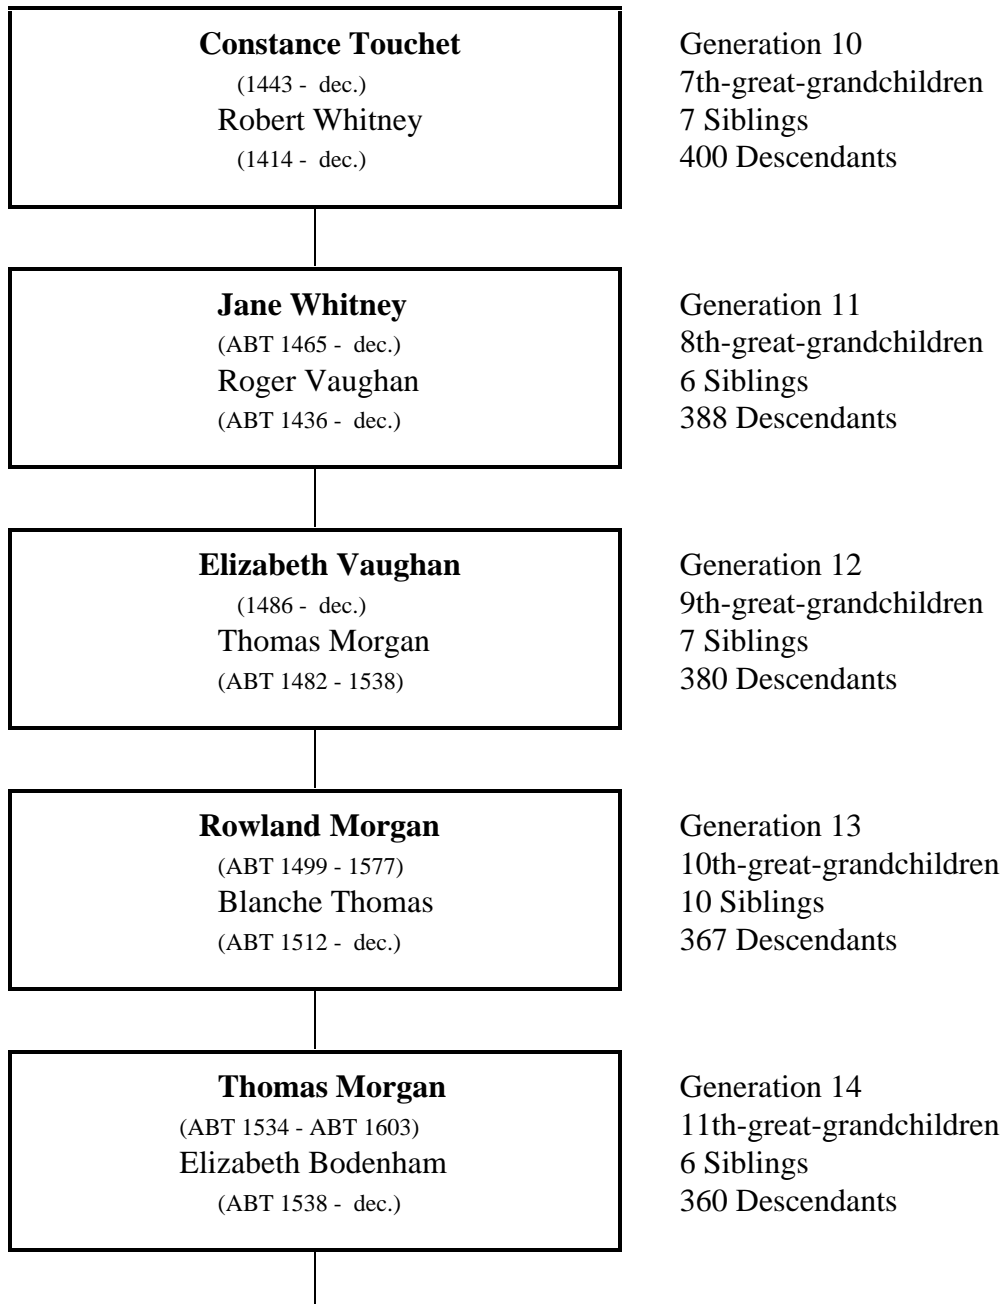 Constance Touchet
(1443 - dec.)
Robert Whitney
(1414 - dec.)
Generation 10
7th-great-grandchildren
7 Siblings
400 Descendants
Jane Whitney
(ABT 1465 - dec.)
Roger Vaughan
(ABT 1436 - dec.)
Generation 11
8th-great-grandchildren
6 Siblings
388 Descendants
Elizabeth Vaughan
(1486 - dec.)
Thomas Morgan
(ABT 1482 - 1538)
Generation 12
9th-great-grandchildren
7 Siblings
380 Descendants
Rowland Morgan
(ABT 1499 - 1577)
Blanche Thomas
(ABT 1512 - dec.)
Generation 13
10th-great-grandchildren
10 Siblings
367 Descendants
Thomas Morgan
(ABT 1534 - ABT 1603)
Elizabeth Bodenham
(ABT 1538 - dec.)
Generation 14
11th-great-grandchildren
6 Siblings
360 Descendants